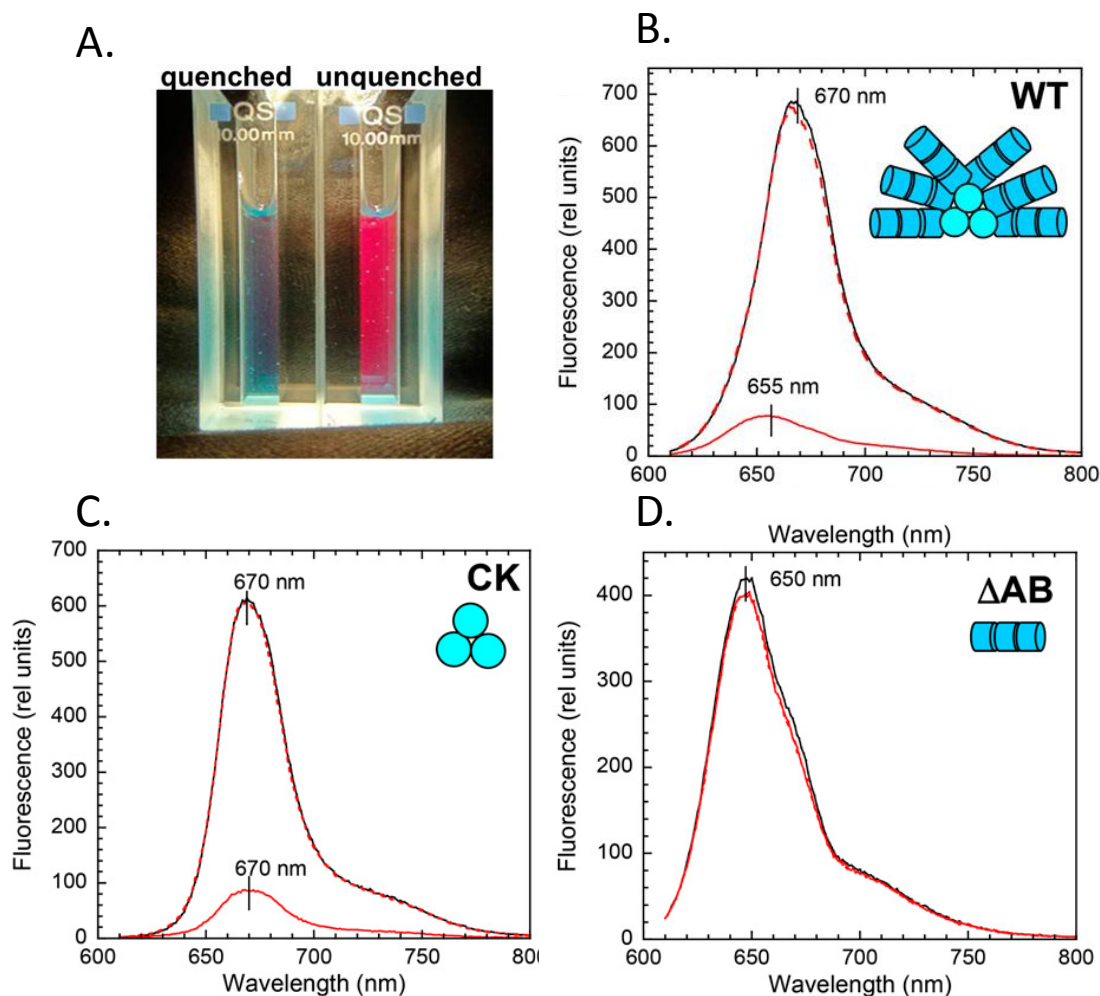 A.
quenched unquenched
QS QS
10.00mm 10.00mm
B.
WT
670 nm
655 nm
Fluorescence (rel units)
700
600
500
400
300
200
100
0
600 650 700 750 800
Wavelength (nm)
C.
CK
670 nm
670 nm
Fluorescence (rel units)
700
600
500
400
300
200
100
0
600 650 700 750 800
Wavelength (nm)
D.
ΔAB
650 nm
Fluorescence (rel units)
400
300
200
100
0
600 650 700 750 800
Wavelength (nm)